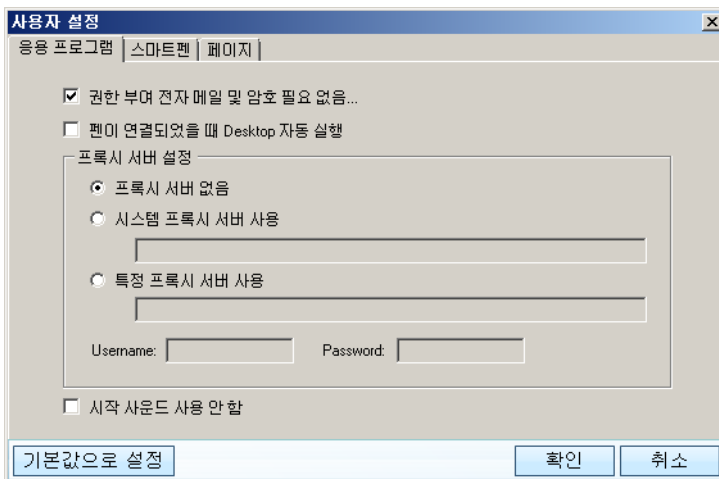 사용자 설정
응용 프로그램 스마트펜 페이지
권한 부여 전자 메일 및 암호 필요 없음...
펜이 연결되었을 때 Desktop 자동 실행
프록시 서버 설정
프록시 서버 없음
시스템 프록시 서버 사용
특정 프록시 서버 사용
Username: Password:
시작 사운드 사용 안 함
기본값으로 설정 확인 취소